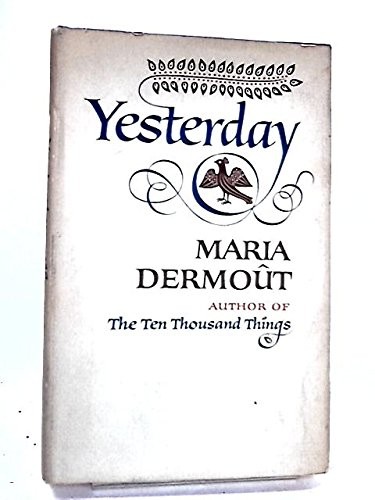 Yesterday
MARIA
DERMOÛT
AUTHOR OF
The Ten Thousand Things